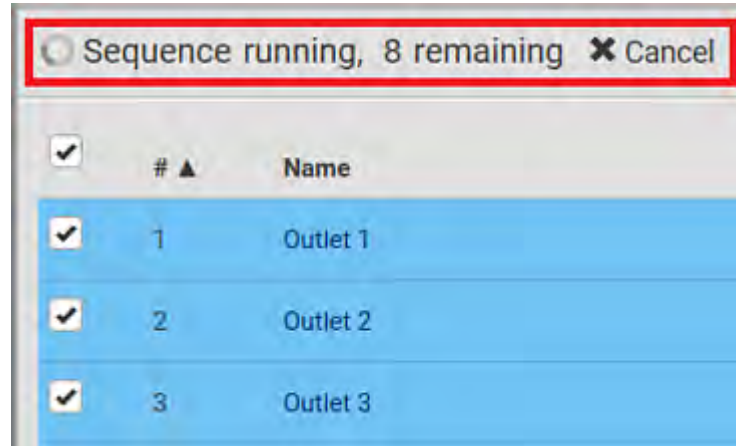 Sequence running, 8 remaining ✖ Cancel
# ▲ Name
1 Outlet 1
2 Outlet 2
3 Outlet 3